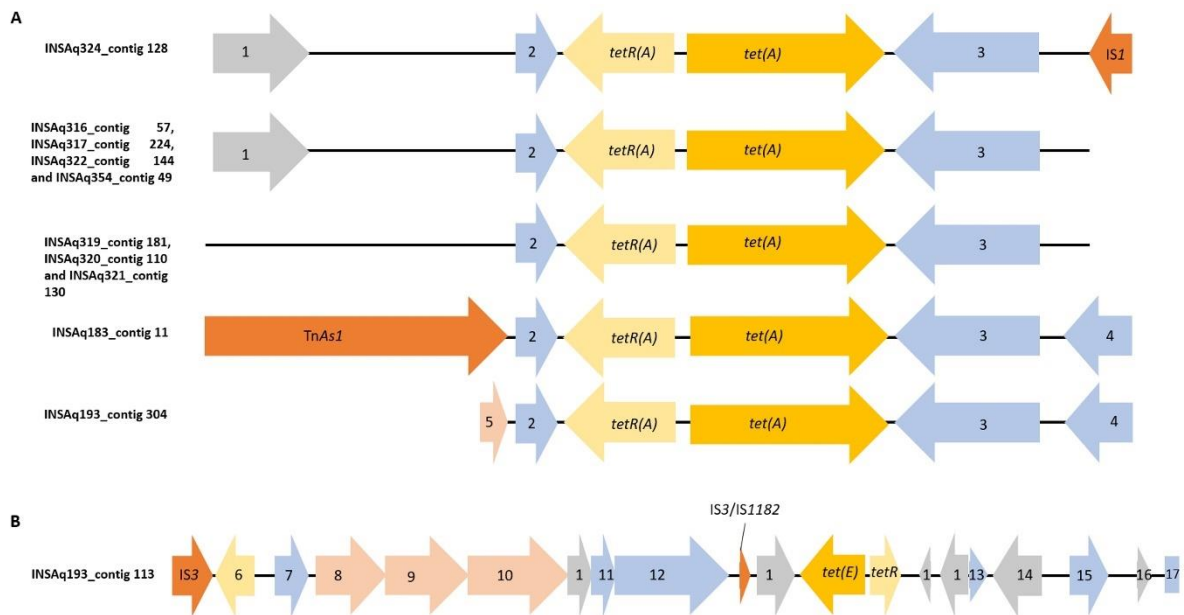 A
INSAq324_contig 128
1
2
tetR(A)
tet(A)
3
IS1
INSAq316_contig 57,
INSAq317_contig 224,
INSAq322_contig 144
and INSAq354_contig 49
1
2
tetR(A)
tet(A)
3
INSAq319_contig 181,
INSAq320_contig 110
and INSAq321_contig
130
2
tetR(A)
tet(A)
3
INSAq183_contig 11
TnAs1
2
tetR(A)
tet(A)
3
4
INSAq193_contig 304
5
2
tetR(A)
tet(A)
3
4
B
IS3/IS1182
INSAq193_contig 113
IS3
6
7
8
9
10
1
11
12
1
tet(E)
tetR
1
1
13
14
15
16
17